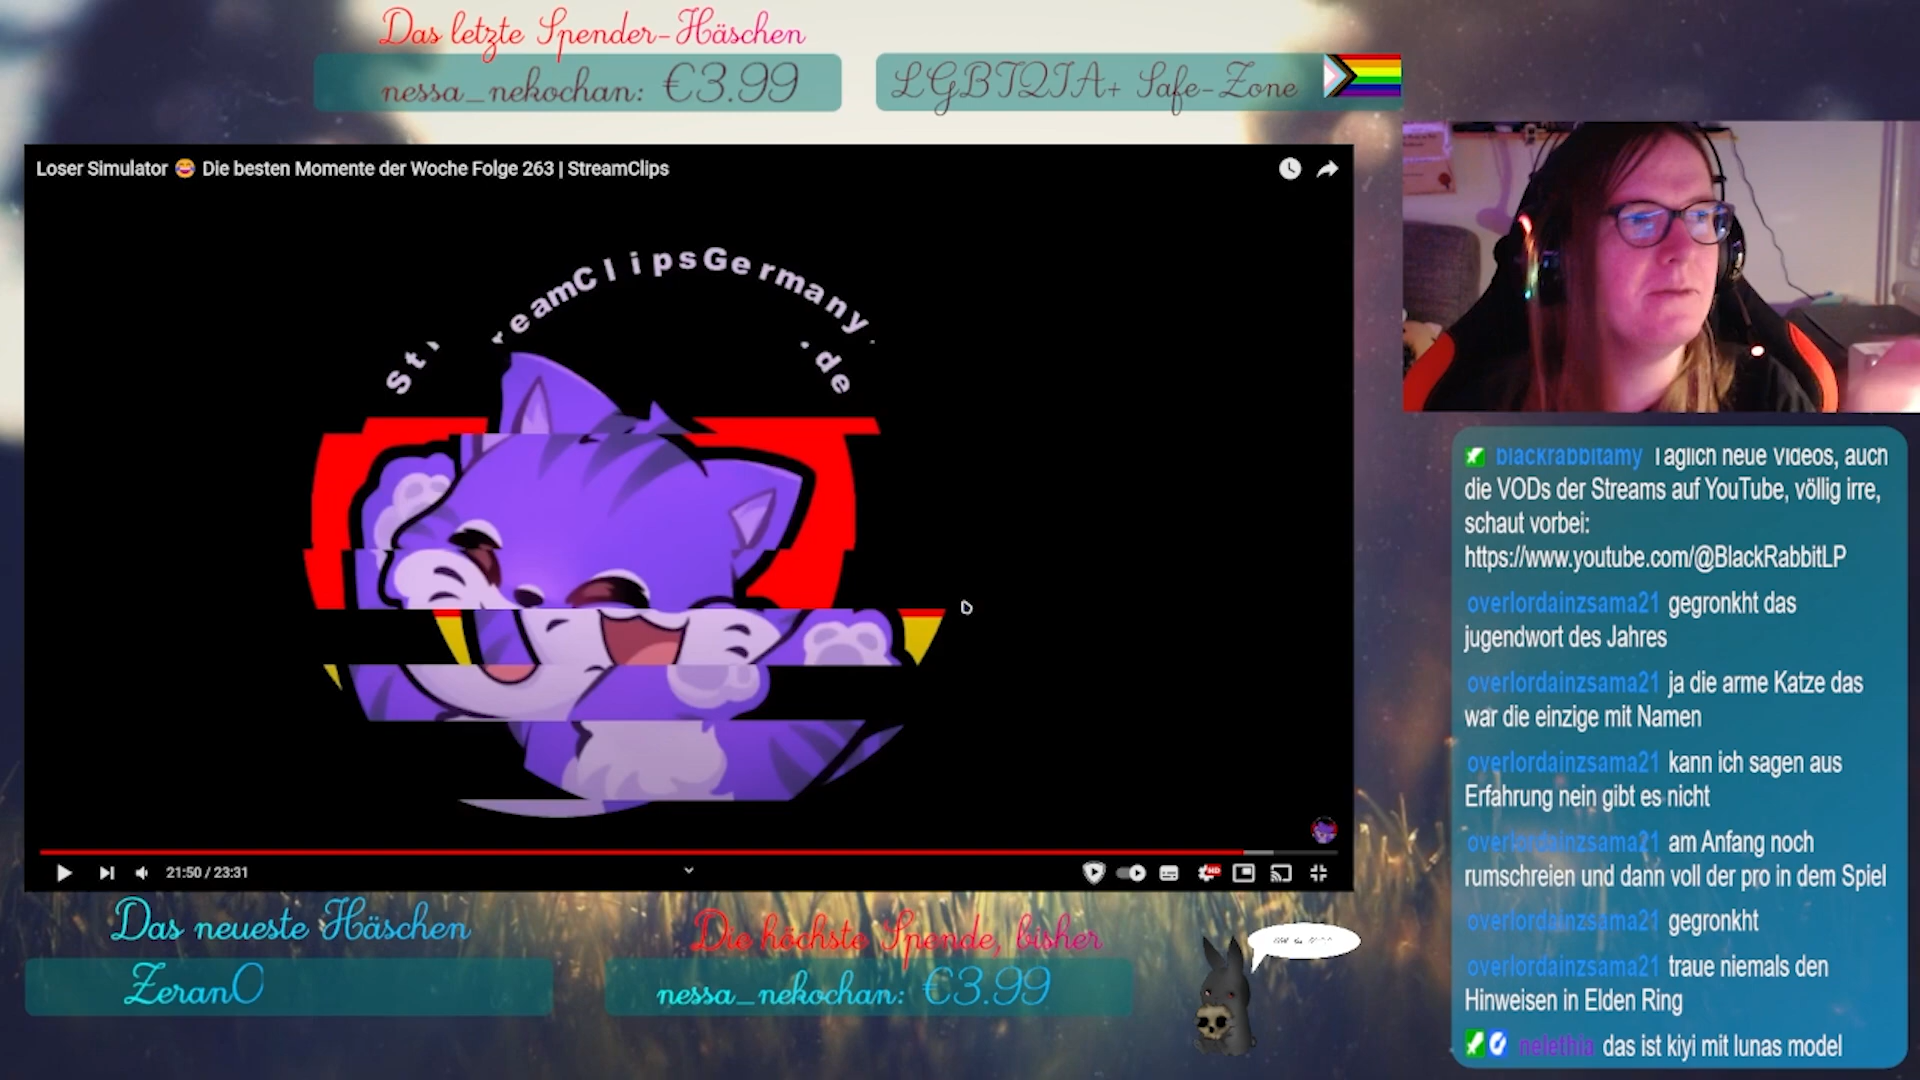 Das letzte Spender-Häschen
nessa_nekochan: €3.99
LGBTQIA+ Safe-Zone
Loser Simulator 😂 Die besten Momente der Woche Folge 263 | StreamClips
StreamClipsGermany.de
21:50 / 23:31
HD
Das neueste Häschen
ZeranO
Die höchste Spende, bisher
nessa_nekochan: €3.99
blackrabbitamy Täglich neue Videos, auch
die VODs der Streams auf YouTube, völlig irre,
schaut vorbei:
https://www.youtube.com/@BlackRabbitLP
overlordainzsama21 gegronkht das
jugendwort des Jahres
overlordainzsama21 ja die arme Katze das
war die einzige mit Namen
overlordainzsama21 kann ich sagen aus
Erfahrung nein gibt es nicht
overlordainzsama21 am Anfang noch
rumschreien und dann voll der pro in dem Spiel
overlordainzsama21 gegronkht
overlordainzsama21 traue niemals den
Hinweisen in Elden Ring
nelethia das ist kiyi mit lunas model